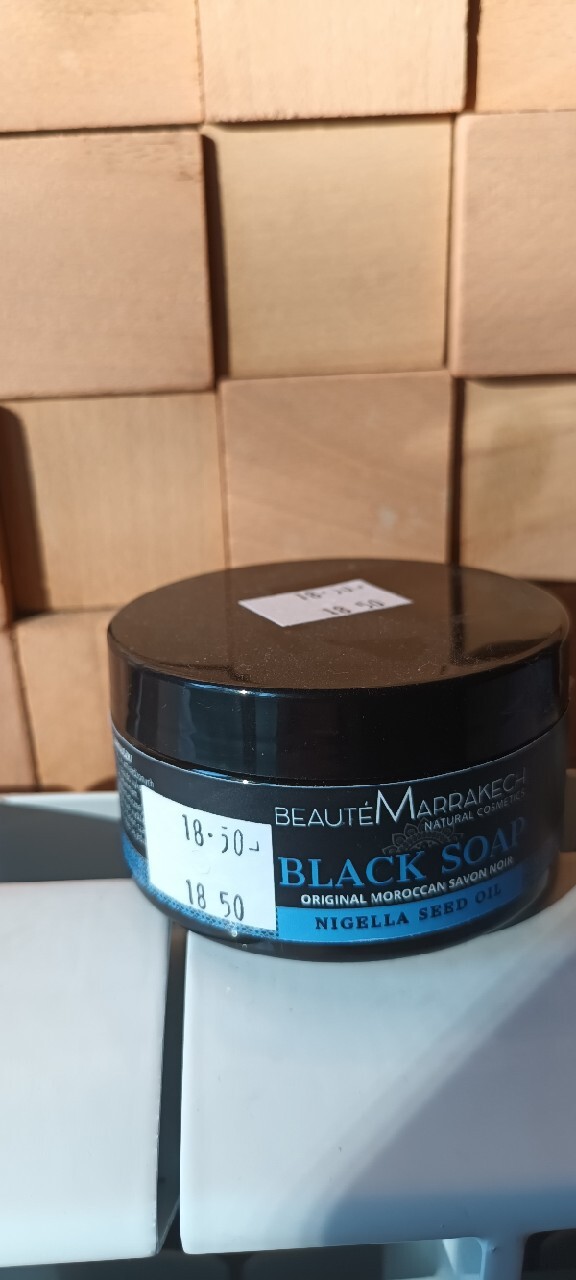 18 50
18-50
18 50
BEAUTÉ MARRAKECH
NATURAL COSMETICS
BLACK SOAP
ORIGINAL MOROCCAN SAVON NOIR
NIGELLA SEED OIL